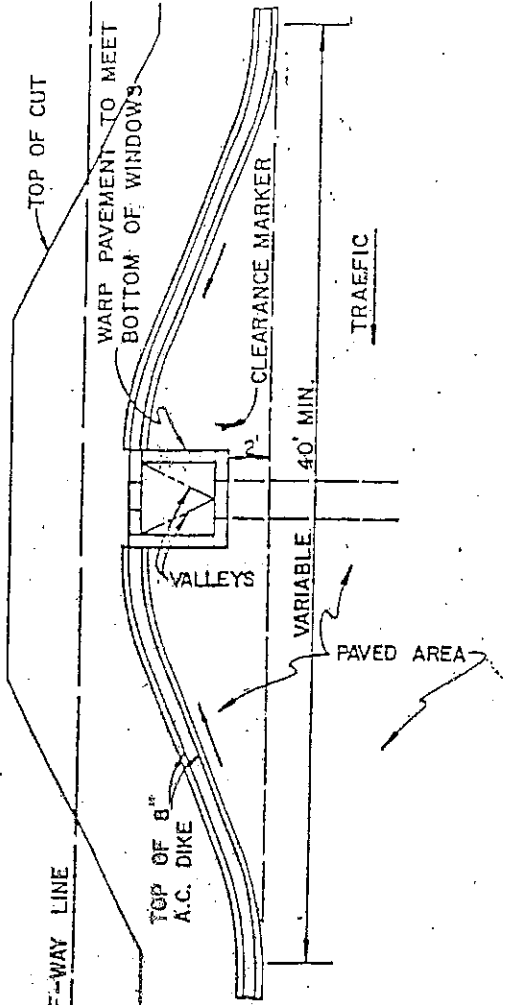 TOP OF CUT
WARP PAVEMENT TO MEET
BOTTOM OF WINDOWS
CLEARANCE MARKER
TRAEFIC
2'
40' MIN.
VARIABLE
VALLEYS
PAVED AREA
TOP OF 8"
A.C. DIKE
F-WAY LINE